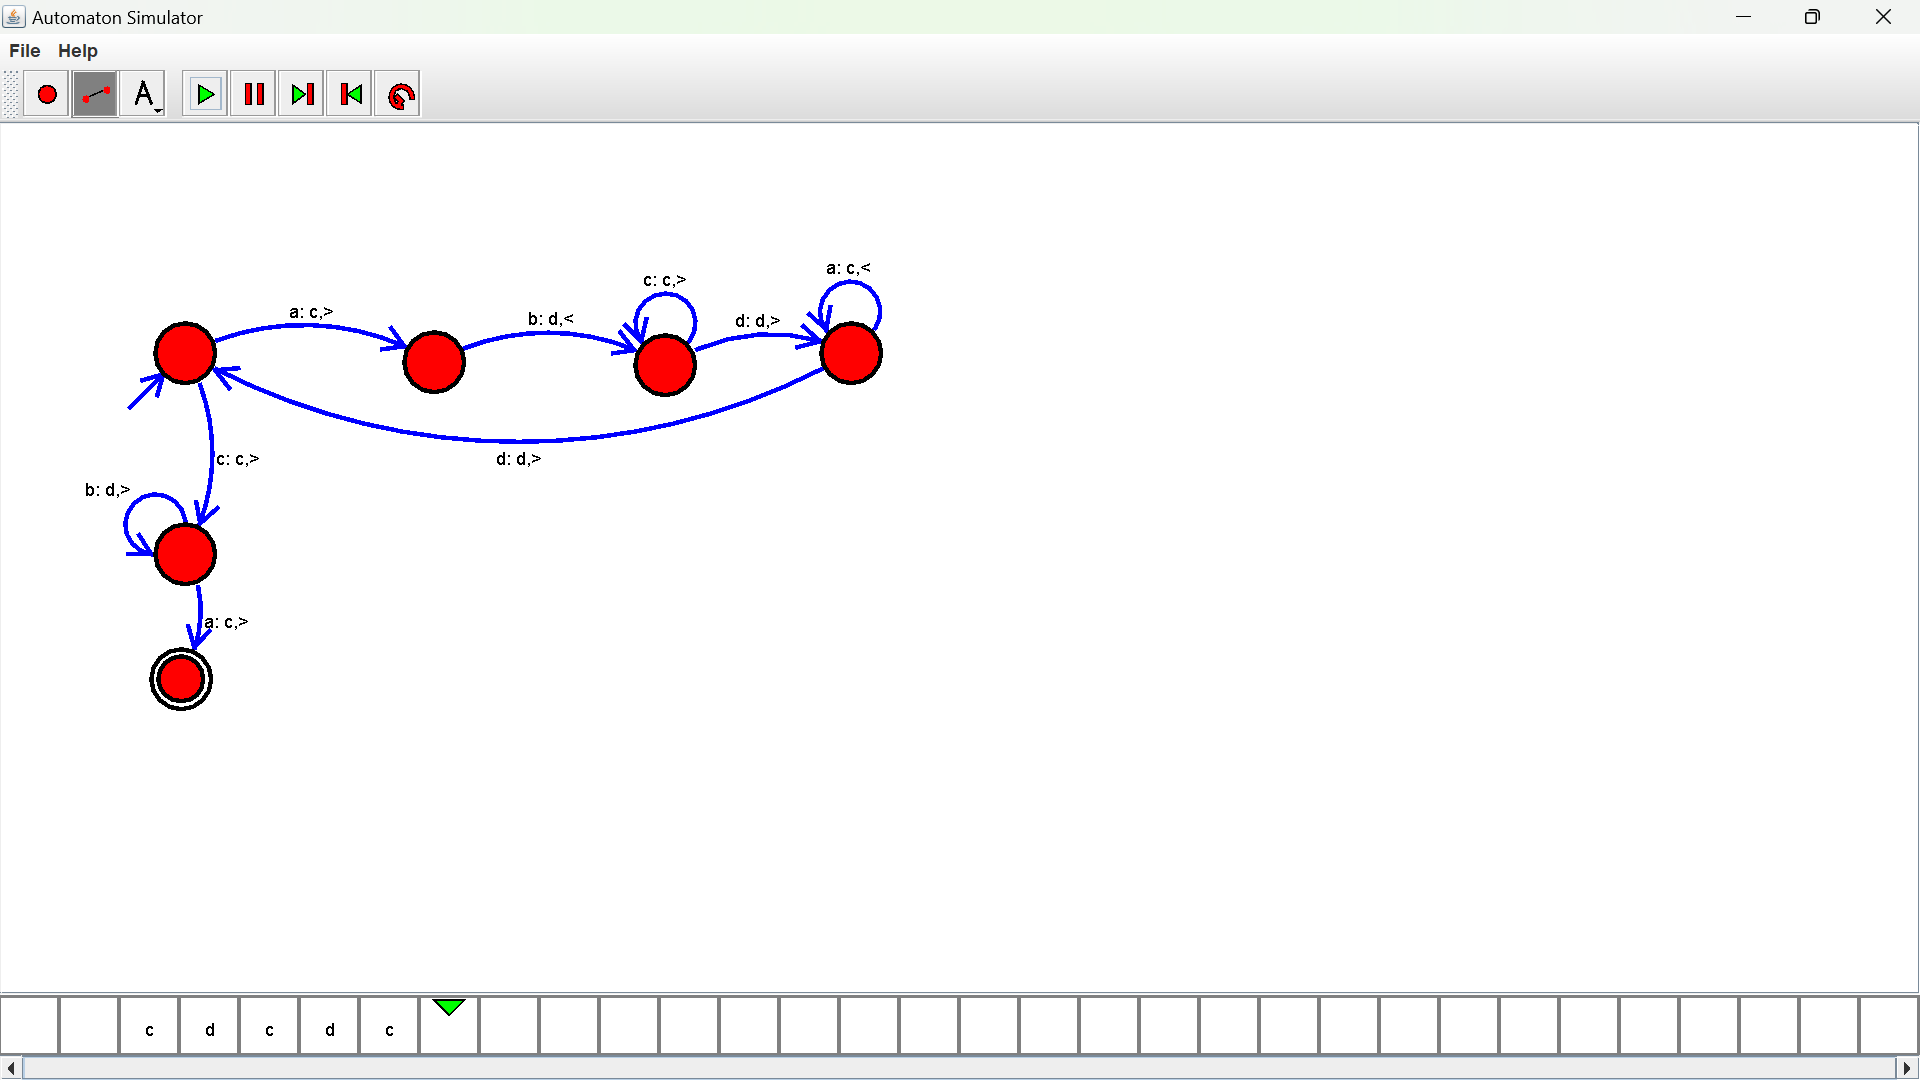 Automaton Simulator
File Help
A
a: c,<
c: c,>
a: c,> b: d,< d: d,>
c: c,> d: d,>
b: d,>
a: c,>
c d c d c